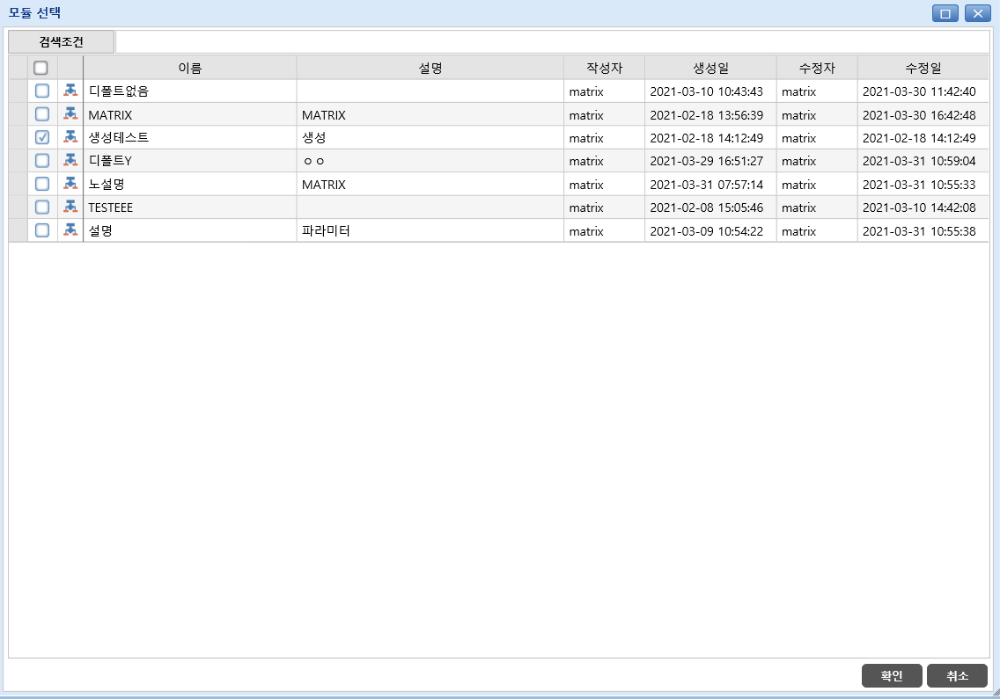 모듈 선택
검색조건
이름 설명 작성자 생성일 수정자 수정일
디폴트없음 matrix 2021-03-10 10:43:43 matrix 2021-03-30 11:42:40
MATRIX MATRIX matrix 2021-02-18 13:56:39 matrix 2021-03-30 16:42:48
생성테스트 생성 matrix 2021-02-18 14:12:49 matrix 2021-02-18 14:12:49
디폴트Y ㅇㅇ matrix 2021-03-29 16:51:27 matrix 2021-03-31 10:59:04
노설명 MATRIX matrix 2021-03-31 07:57:14 matrix 2021-03-31 10:55:33
TESTEEE matrix 2021-02-08 15:05:46 matrix 2021-03-10 14:42:08
설명 파라미터 matrix 2021-03-09 10:54:22 matrix 2021-03-31 10:55:38
확인 취소